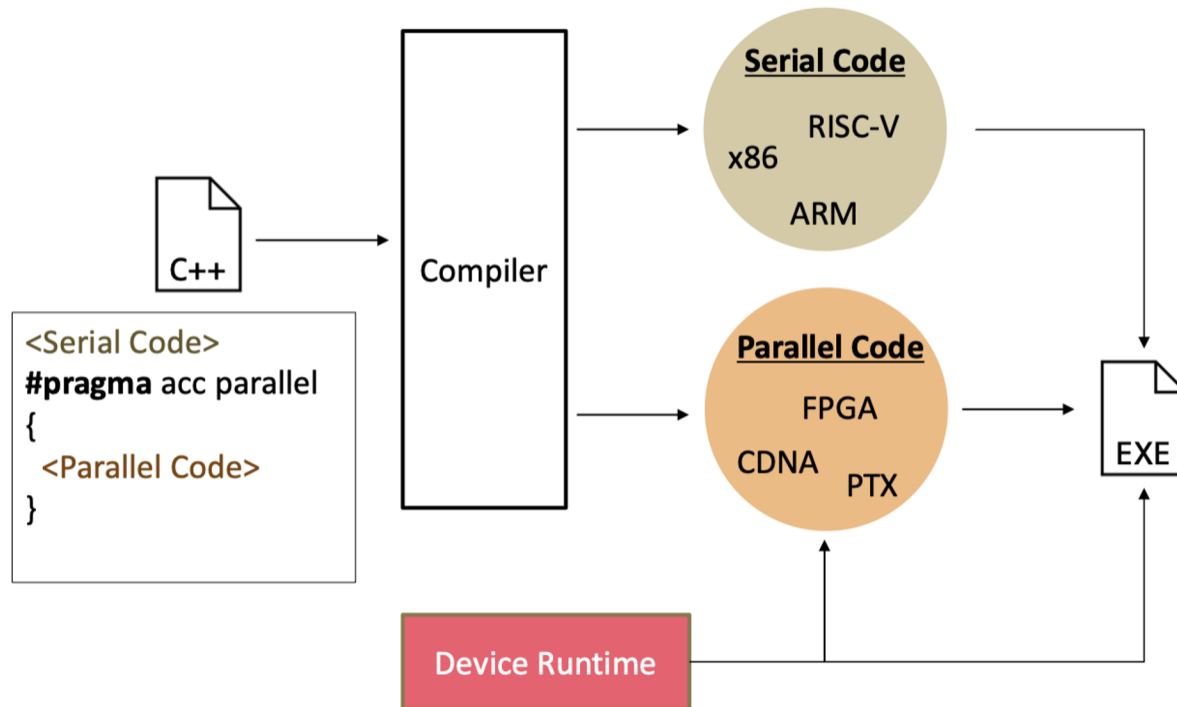 C++
<Serial Code>
#pragma acc parallel
{
<Parallel Code>
}
Compiler
Serial Code
RISC-V
x86
ARM
Parallel Code
FPGA
CDNA
PTX
EXE
Device Runtime